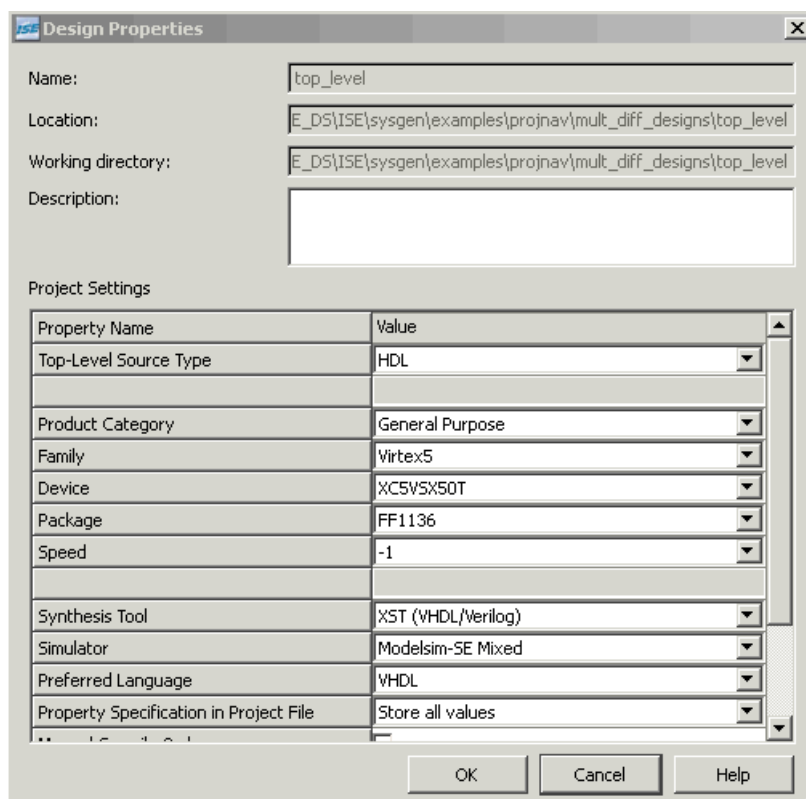 ISE Design Properties
Name: top_level
Location: E_DS\ISE\sysgen\examples\projnav\mult_diff_designs\top_level
Working directory: E_DS\ISE\sysgen\examples\projnav\mult_diff_designs\top_level
Description:
Project Settings
Property Name Value
Top-Level Source Type HDL
Product Category General Purpose
Family Virtex5
Device XC5VSX50T
Package FF1136
Speed -1
Synthesis Tool XST (VHDL/Verilog)
Simulator Modelsim-SE Mixed
Preferred Language VHDL
Property Specification in Project File Store all values
OK Cancel Help